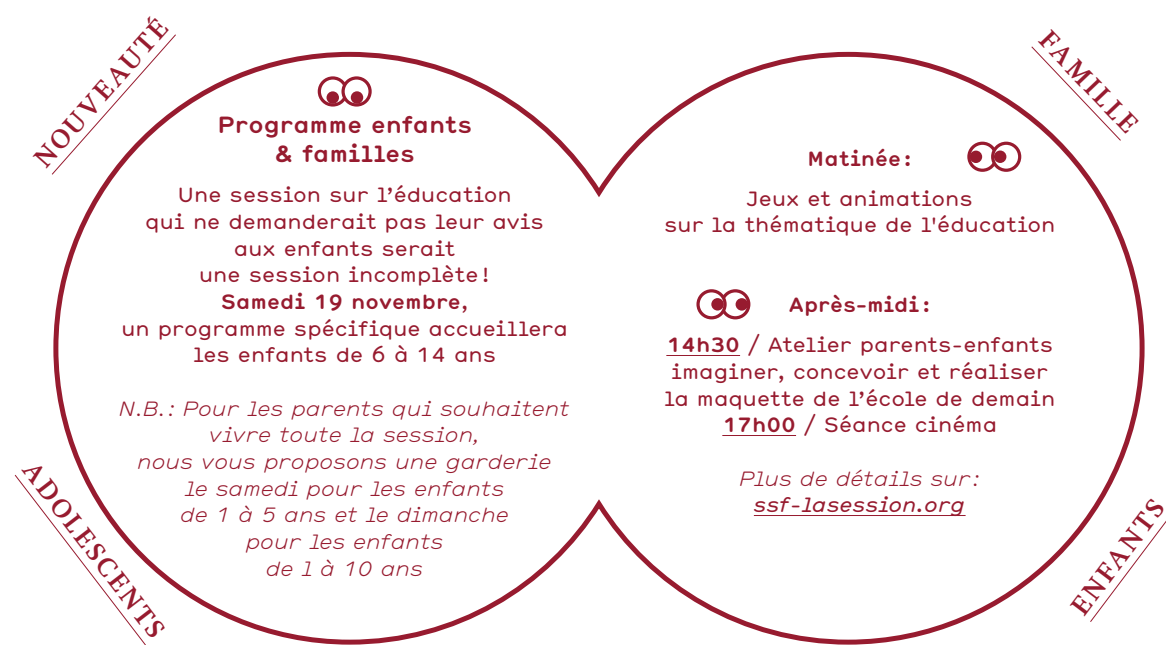 NOUVEAUTÉ
Programme enfants
& familles
Une session sur l’éducation
qui ne demanderait pas leur avis
aux enfants serait
une session incomplète!
Samedi 19 novembre,
un programme spécifique accueillera
les enfants de 6 à 14 ans
N.B.: Pour les parents qui souhaitent
vivre toute la session,
nous vous proposons une garderie
le samedi pour les enfants
de 1 à 5 ans et le dimanche
pour les enfants
de l à 10 ans
ADOLESCENTS
FAMILLE
Matinée:
Jeux et animations
sur la thématique de l'éducation
Après-midi:
14h30 / Atelier parents-enfants
imaginer, concevoir et réaliser
la maquette de l’école de demain
17h00 / Séance cinéma
Plus de détails sur:
ssf-lasession.org
ENFANTS